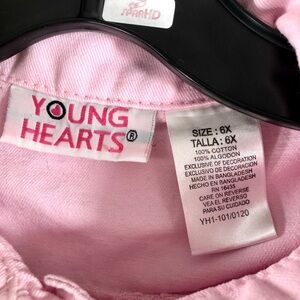 YOUNG
HEARTS®
SIZE : 6X
TALLA : 6X
100% COTTON
100% ALGODON
EXCLUSIVE OF DECORATION
EXCLUSIVO DE DECORACIÓN
MADE IN BANGLADESH
HECHO EN BANGLADESH
RN 16435
CARE ON REVERSE
VEA EL REVERSO
PARA SU CUIDADO
YH1-101/0120